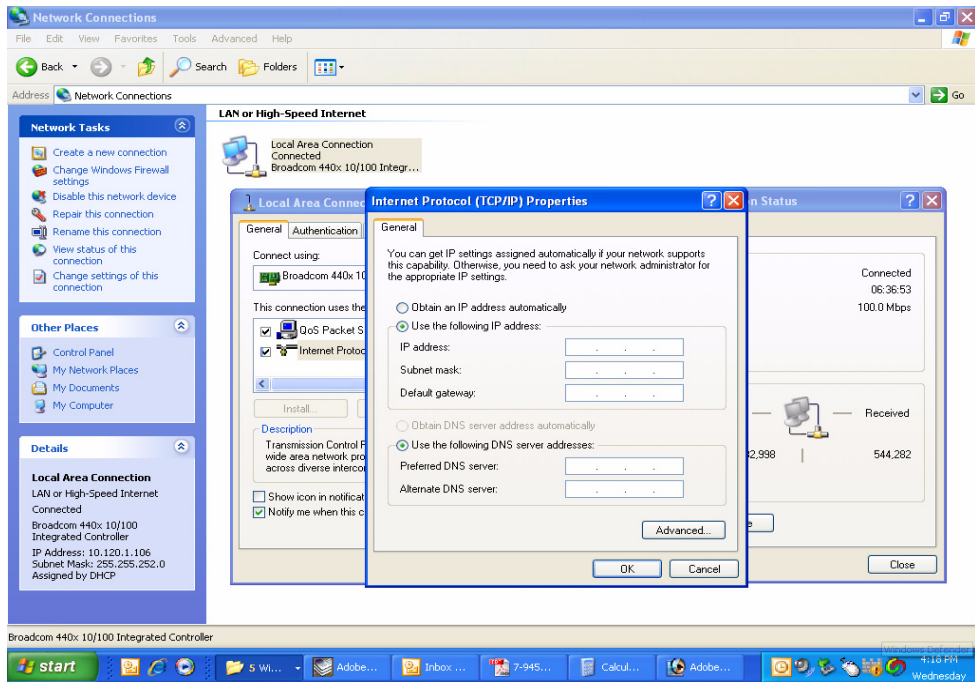 Network Connections
File Edit View Favorites Tools Advanced Help
Back Search Folders
Address Network Connections Go
Network Tasks
Create a new connection
Change Windows Firewall
settings
Disable this network device
Repair this connection
Rename this connection
View status of this
connection
Change settings of this
connection
Other Places
Control Panel
My Network Places
My Documents
My Computer
Details
Local Area Connection
LAN or High-Speed Internet
Connected
Broadcom 440x 10/100
Integrated Controller
IP Address: 10.120.1.106
Subnet Mask: 255.255.252.0
Assigned by DHCP
LAN or High-Speed Internet
Local Area Connection
Connected
Broadcom 440x 10/100 Integr...
Local Area Connec
General Authentication
Connect using:
Broadcom 440x 10
This connection uses the
QoS Packet S
Internet Protoc
Install...
Description
Transmission Control P
wide area network pro
across diverse intercor
Show icon in notificat
Notify me when this c
Internet Protocol (TCP/IP) Properties
General
You can get IP settings assigned automatically if your network supports
this capability. Otherwise, you need to ask your network administrator for
the appropriate IP settings.
Obtain an IP address automatically
Use the following IP address:
IP address:
Subnet mask:
Default gateway:
Obtain DNS server address automatically
Use the following DNS server addresses:
Preferred DNS server:
Alternate DNS server:
Advanced...
OK Cancel
n Status
Connected
06:36:53
100.0 Mbps
Received
2,998 544,282
e
Close
Broadcom 440x 10/100 Integrated Controller
start 5 Wi... Adobe... Inbox ... 7-945... Calcul... Adobe...
Windows Defender
4:18 PM
Wednesday